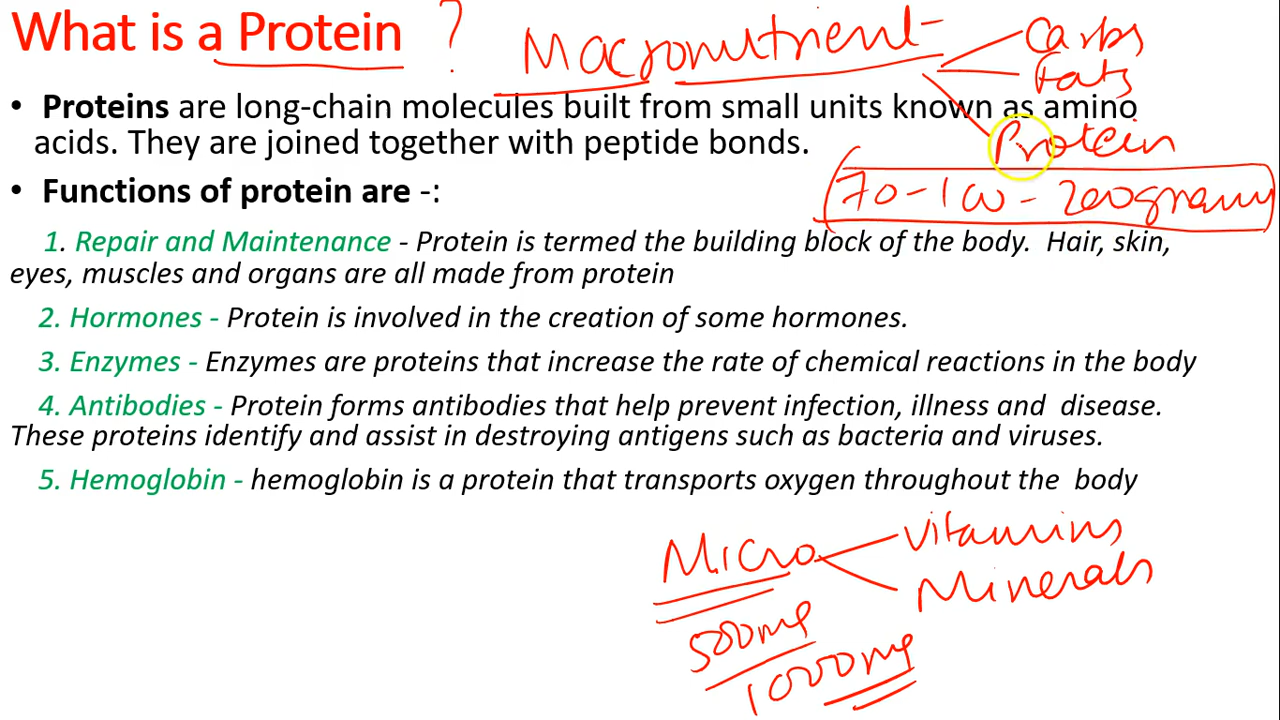 What is a Protein ?
Macronutrient
Carbs
Fats
• Proteins are long-chain molecules built from small units known as amino
acids. They are joined together with peptide bonds.
Protein
• Functions of protein are -:
70 - 100 - 200grams
1. Repair and Maintenance - Protein is termed the building block of the body. Hair, skin,
eyes, muscles and organs are all made from protein
2. Hormones - Protein is involved in the creation of some hormones.
3. Enzymes - Enzymes are proteins that increase the rate of chemical reactions in the body
4. Antibodies - Protein forms antibodies that help prevent infection, illness and disease.
These proteins identify and assist in destroying antigens such as bacteria and viruses.
5. Hemoglobin - hemoglobin is a protein that transports oxygen throughout the body
Micro
Vitamins
Minerals
500mg
1000mg